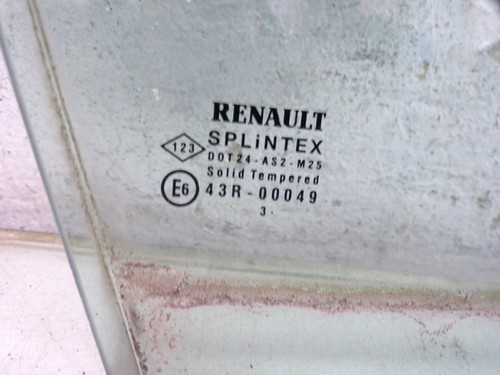 RENAULT
SPLiNTEX
123
DOT24-AS2-M25
Solid Tempered
E6 43R-00049
3.